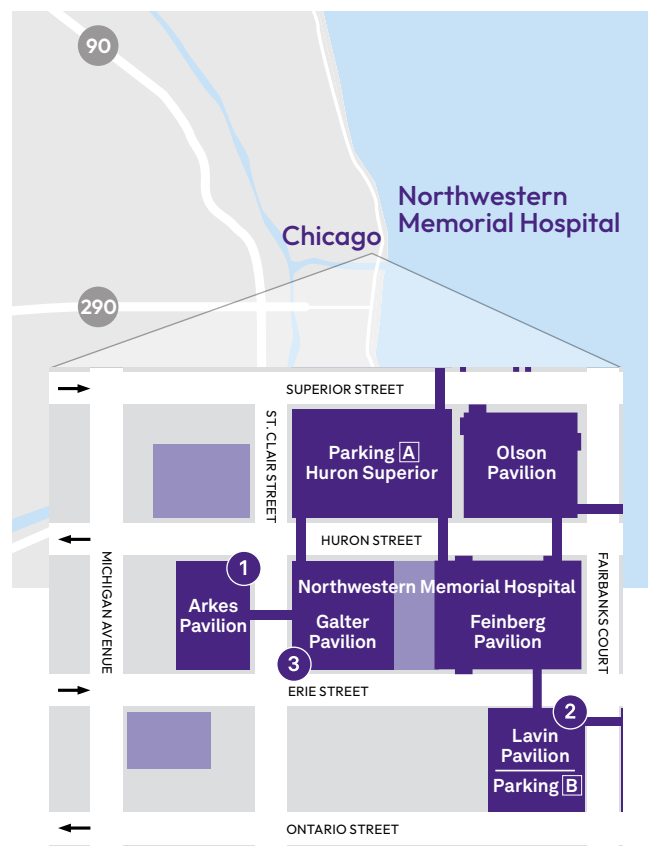 90
Northwestern
Memorial Hospital
Chicago
290
SUPERIOR STREET
ST. CLAIR STREET
Parking A
Huron Superior
Olson
Pavilion
HURON STREET
MICHIGAN AVENUE
1
Arkes
Pavilion
Northwestern Memorial Hospital
Galter
Pavilion
Feinberg
Pavilion
FAIRBANKS COURT
3
ERIE STREET
2
Lavin
Pavilion
Parking B
ONTARIO STREET